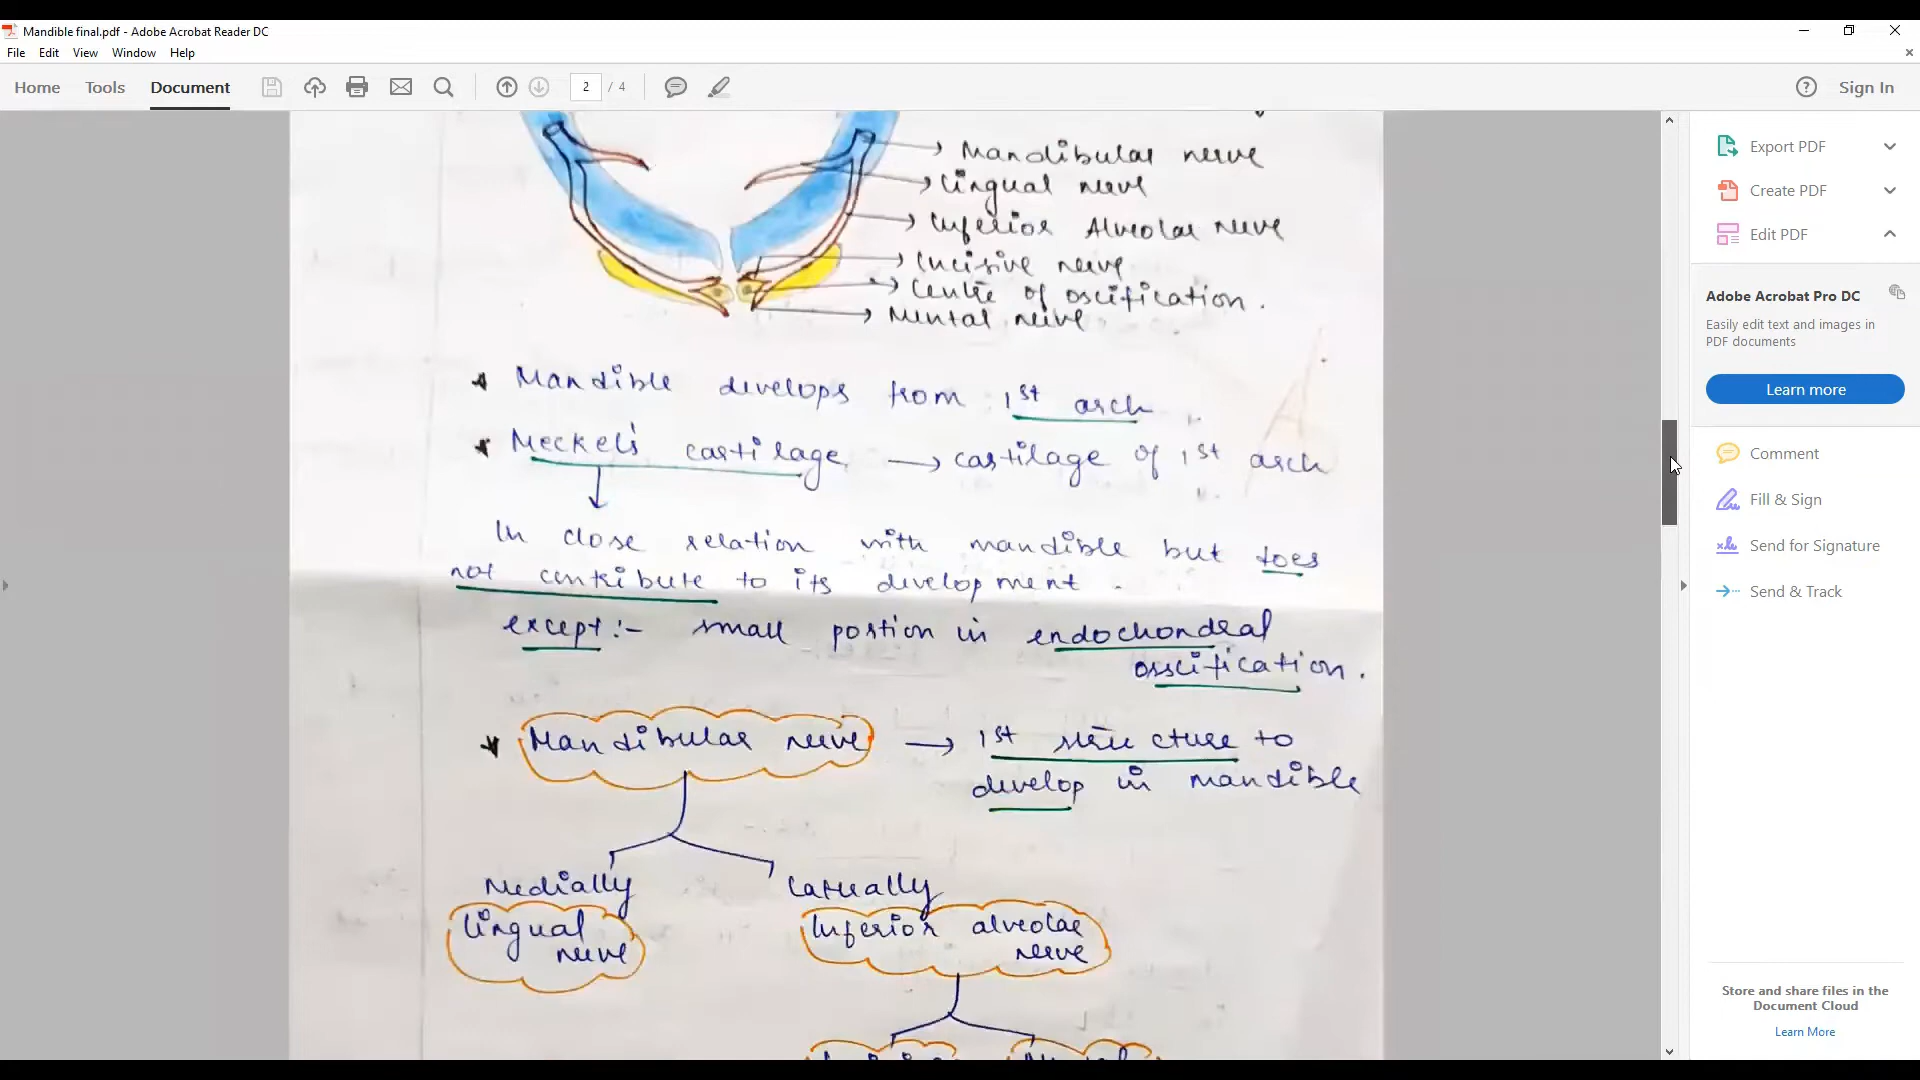 Mandible final.pdf - Adobe Acrobat Reader DC
File Edit View Window Help
Home Tools Document 2 / 4 Sign In
Mandibular nerve
Lingual nerve
Inferior Alveolar nerve
Incisive nerve
Centre of oscification.
Mental nerve
Mandible develops from 1st arch
Meckel's cartilage → cartilage of 1st arch
In close relation with mandible but does
not contribute to its development.
except:- small portion in endochondral
osscification.
Mandibular nerve → 1st structure to
develop in mandible
Medially Laterally
Lingual nerve Inferior alveolar nerve
Export PDF
Create PDF
Edit PDF
Adobe Acrobat Pro DC
Easily edit text and images in
PDF documents
Learn more
Comment
Fill & Sign
Send for Signature
Send & Track
Store and share files in the
Document Cloud
Learn More